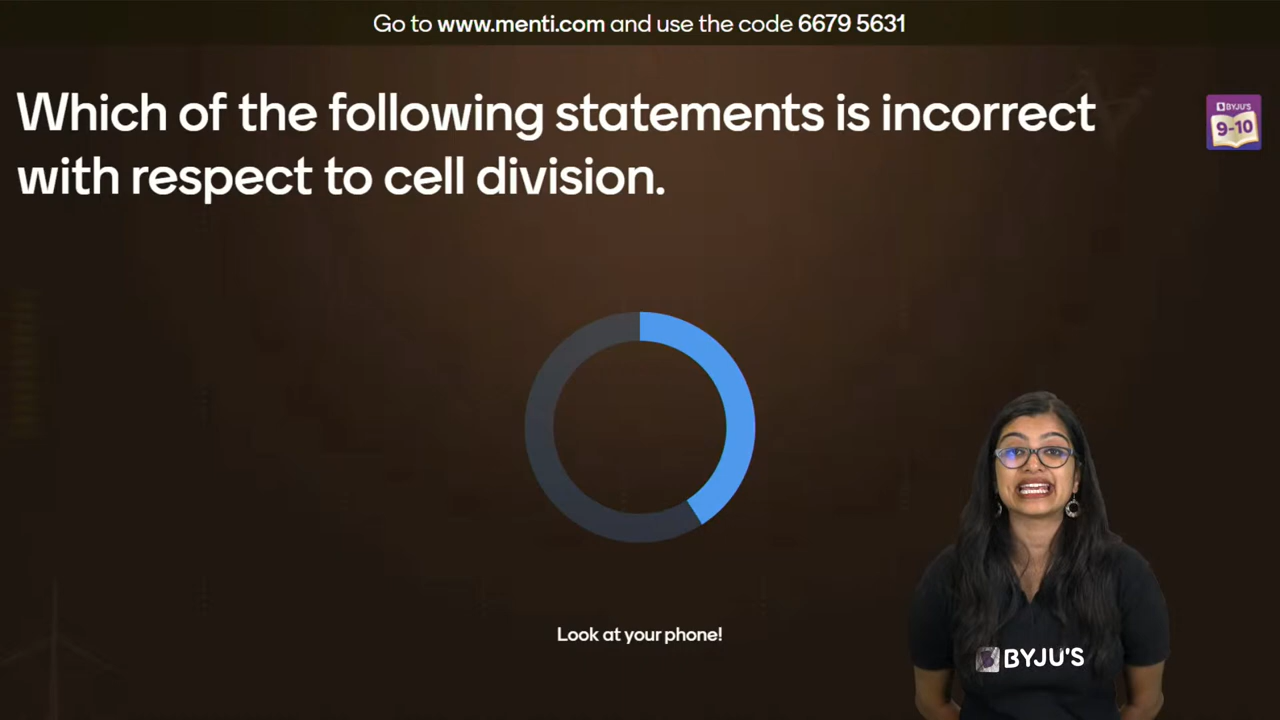 Go to www.menti.com and use the code 6679 5631
Which of the following statements is incorrect
with respect to cell division.
BYJU'S
9-10
Look at your phone!
BYJU'S